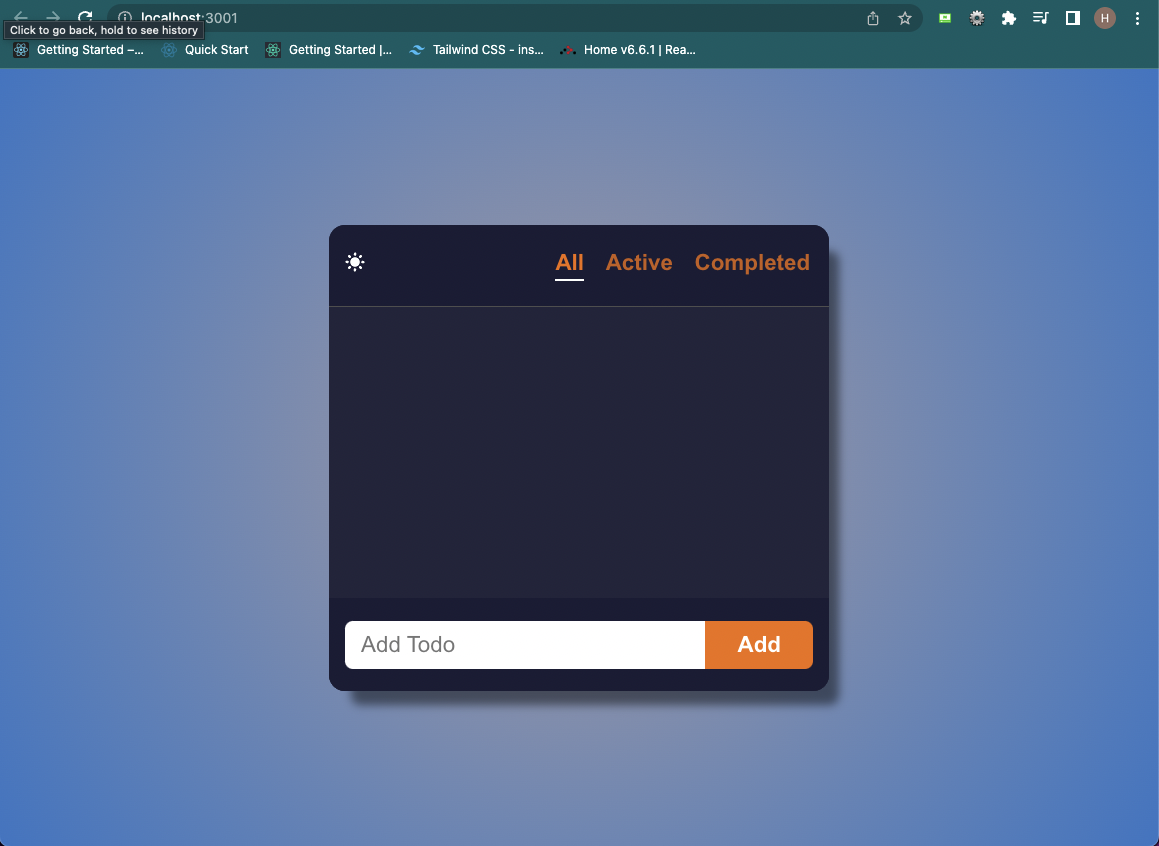 localhost:3001
Click to go back, hold to see history
Getting Started –... Quick Start Getting Started |... Tailwind CSS - ins... Home v6.6.1 | Rea...
H
All Active Completed
Add Todo Add